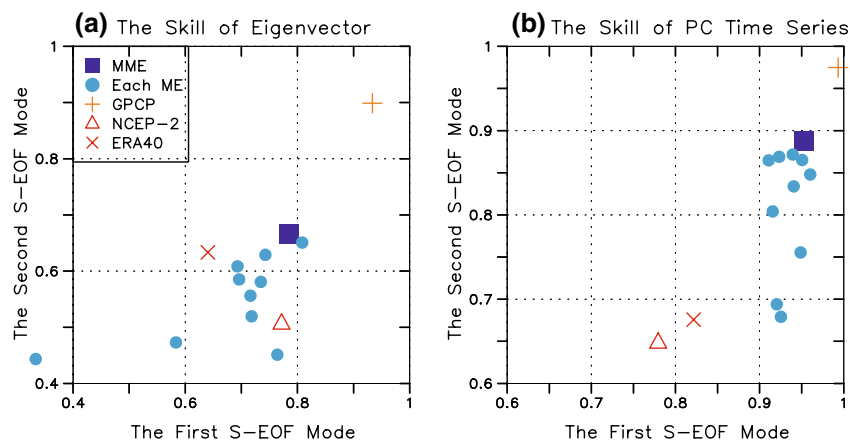 (a) The Skill of Eigenvector
The Second S-EOF Mode
1
0.8
0.6
0.4
MME
Each ME
GPCP
NCEP-2
ERA40
0.4 0.6 0.8 1
The First S-EOF Mode
(b) The Skill of PC Time Series
The Second S-EOF Mode
1
0.9
0.8
0.7
0.6
0.6 0.7 0.8 0.9 1
The First S-EOF Mode